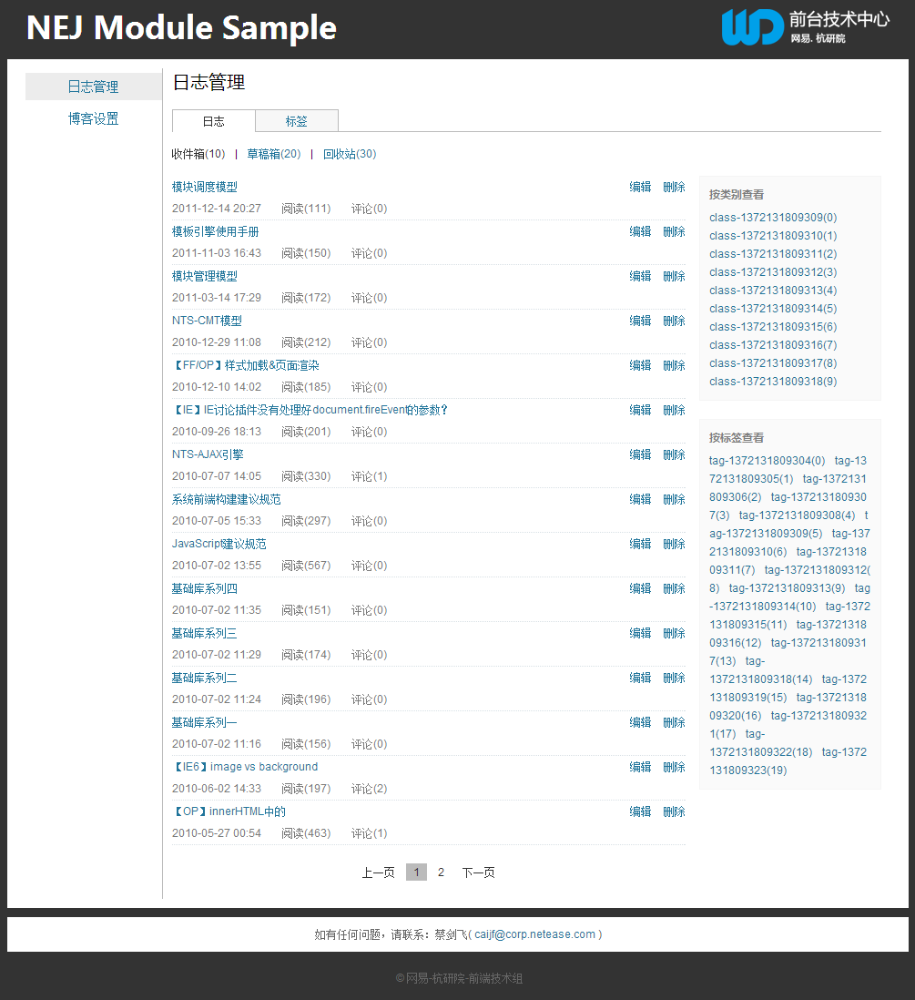 NEJ Module Sample
前台技术中心
网易. 杭研院
日志管理
博客设置
日志管理
日志 标签
收件箱(10) | 草稿箱(20) | 回收站(30)
模块调度模型 编辑 删除
2011-12-14 20:27 阅读(111) 评论(0)
模板引擎使用手册 编辑 删除
2011-11-03 16:43 阅读(150) 评论(0)
模块管理模型 编辑 删除
2011-03-14 17:29 阅读(172) 评论(0)
NTS-CMT模型 编辑 删除
2010-12-29 11:08 阅读(212) 评论(0)
【FF/OP】样式加载&页面渲染 编辑 删除
2010-12-10 14:02 阅读(185) 评论(0)
【IE】IE讨论插件没有处理好document.fireEvent的参数? 编辑 删除
2010-09-26 18:13 阅读(201) 评论(0)
NTS-AJAX引擎 编辑 删除
2010-07-07 14:05 阅读(330) 评论(1)
系统前端构建建议规范 编辑 删除
2010-07-05 15:33 阅读(297) 评论(0)
JavaScript建议规范 编辑 删除
2010-07-02 13:55 阅读(567) 评论(0)
基础库系列四 编辑 删除
2010-07-02 11:35 阅读(151) 评论(0)
基础库系列三 编辑 删除
2010-07-02 11:29 阅读(174) 评论(0)
基础库系列二 编辑 删除
2010-07-02 11:24 阅读(196) 评论(0)
基础库系列一 编辑 删除
2010-07-02 11:16 阅读(156) 评论(0)
【IE6】image vs background 编辑 删除
2010-06-02 14:33 阅读(197) 评论(2)
【OP】innerHTML中的 编辑 删除
2010-05-27 00:54 阅读(463) 评论(1)
上一页 1 2 下一页
按类别查看
class-1372131809309(0)
class-1372131809310(1)
class-1372131809311(2)
class-1372131809312(3)
class-1372131809313(4)
class-1372131809314(5)
class-1372131809315(6)
class-1372131809316(7)
class-1372131809317(8)
class-1372131809318(9)
按标签查看
tag-1372131809304(0) tag-13
72131809305(1) tag-1372131
809306(2) tag-137213180930
7(3) tag-1372131809308(4) t
ag-1372131809309(5) tag-137
2131809310(6) tag-13721318
09311(7) tag-1372131809312(
8) tag-1372131809313(9) tag
-1372131809314(10) tag-1372
131809315(11) tag-13721318
09316(12) tag-137213180931
7(13) tag-
1372131809318(14) tag-1372
131809319(15) tag-13721318
09320(16) tag-137213180932
1(17) tag-
1372131809322(18) tag-1372
131809323(19)
如有任何问题，请联系：蔡剑飞( caijf@corp.netease.com )
©网易-杭研院-前端技术组